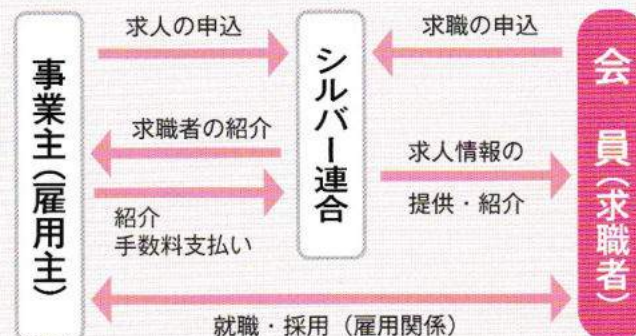 事業主(雇用主)
求人の申込
求職者の紹介
紹介
手数料支払い
シルバー連合
求職の申込
求人情報の
提供・紹介
会員(求職者)
就職・採用（雇用関係）